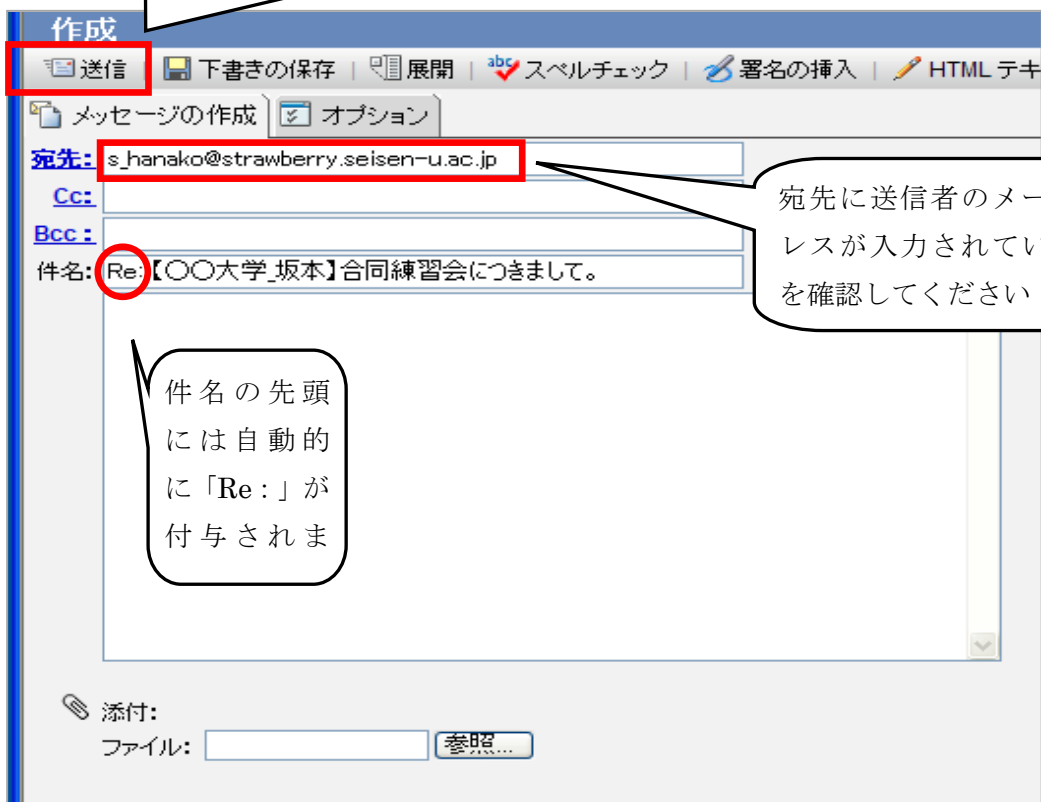 作成
送信 | 下書きの保存 | 展開 | abc スペルチェック | 署名の挿入 | HTML テキ
メッセージの作成 オプション
宛先: s_hanako@strawberry.seisen-u.ac.jp
Cc:
Bcc:
件名: Re:【〇〇大学_坂本】合同練習会につきまして。
宛先に送信者のメー
レスが入力されてい
を確認してください
件名の先頭
には自動的
に「Re:」が
付与されま
添付:
ファイル: 参照...